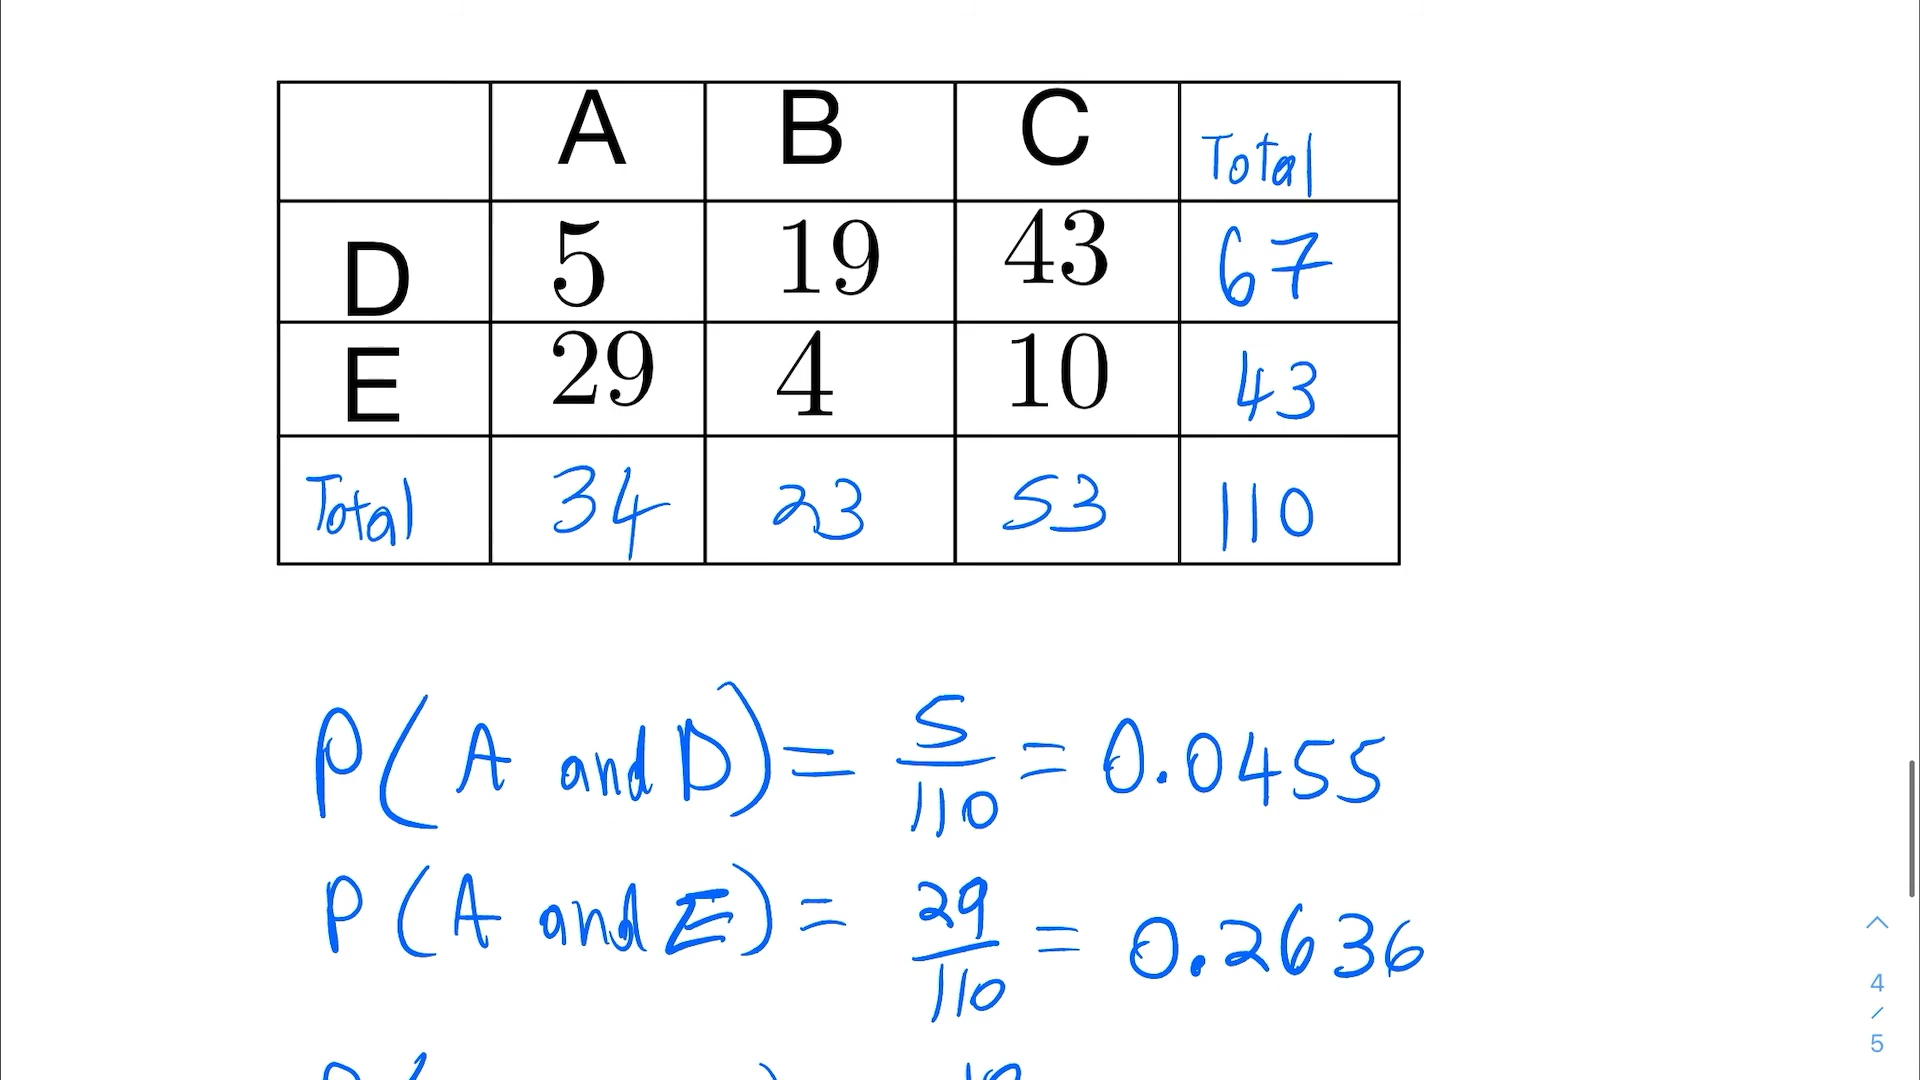 A B C Total
D 5 19 43 67
E 29 4 10 43
Total 34 23 53 110
P(A and D) = 5/110 = 0.0455
P(A and E) = 29/110 = 0.2636
4
/
5